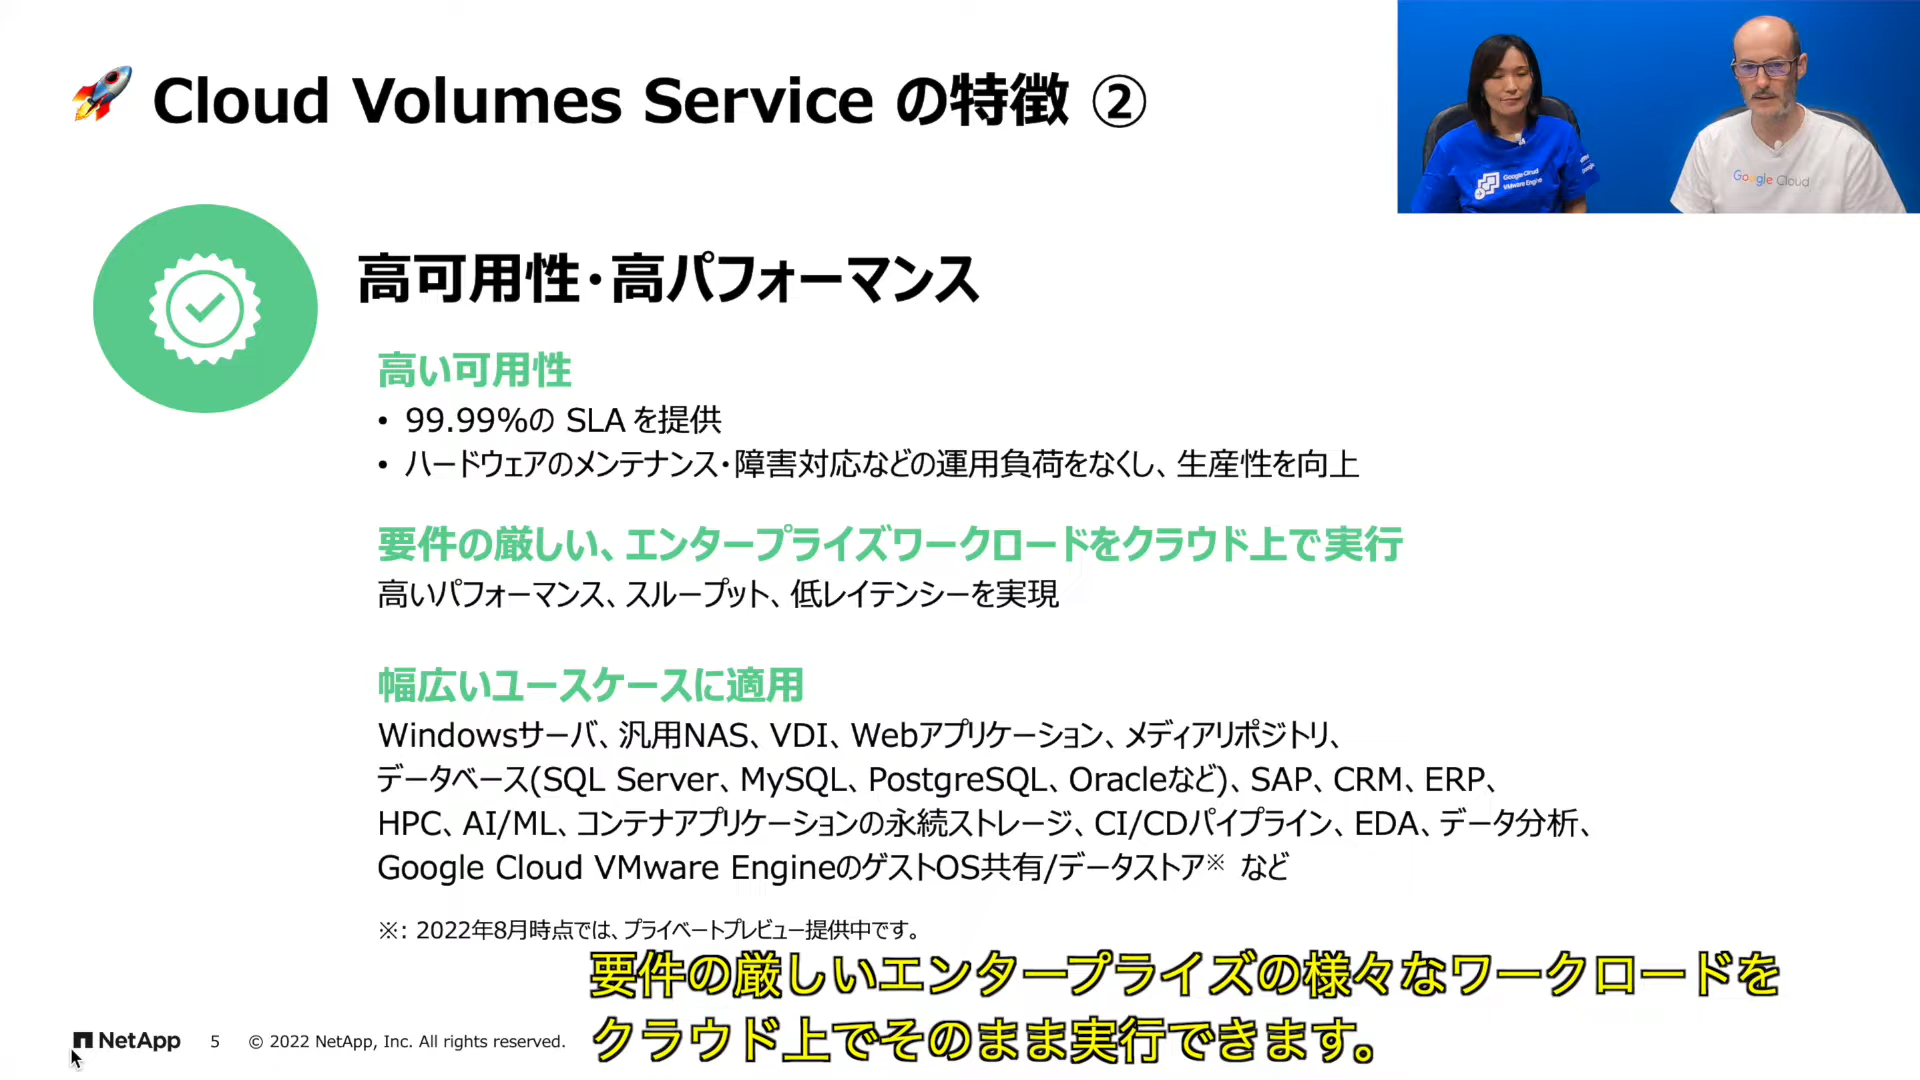 Cloud Volumes Service の特徴 ②
Google Cloud
VMware Engine
Google Cloud
高可用性・高パフォーマンス
高い可用性
• 99.99%の SLA を提供
• ハードウェアのメンテナンス・障害対応などの運用負荷をなくし、生産性を向上
要件の厳しい、エンタープライズワークロードをクラウド上で実行
高いパフォーマンス、スループット、低レイテンシーを実現
幅広いユースケースに適用
Windowsサーバ、汎用NAS、VDI、Webアプリケーション、メディアリポジトリ、
データベース(SQL Server、MySQL、PostgreSQL、Oracleなど)、SAP、CRM、ERP、
HPC、AI/ML、コンテナアプリケーションの永続ストレージ、CI/CDパイプライン、EDA、データ分析、
Google Cloud VMware EngineのゲストOS共有/データストア※ など
※: 2022年8月時点では、プライベートプレビュー提供中です。
要件の厳しいエンタープライズの様々なワークロードを
クラウド上でそのまま実行できます。
NetApp 5 © 2022 NetApp, Inc. All rights reserved.